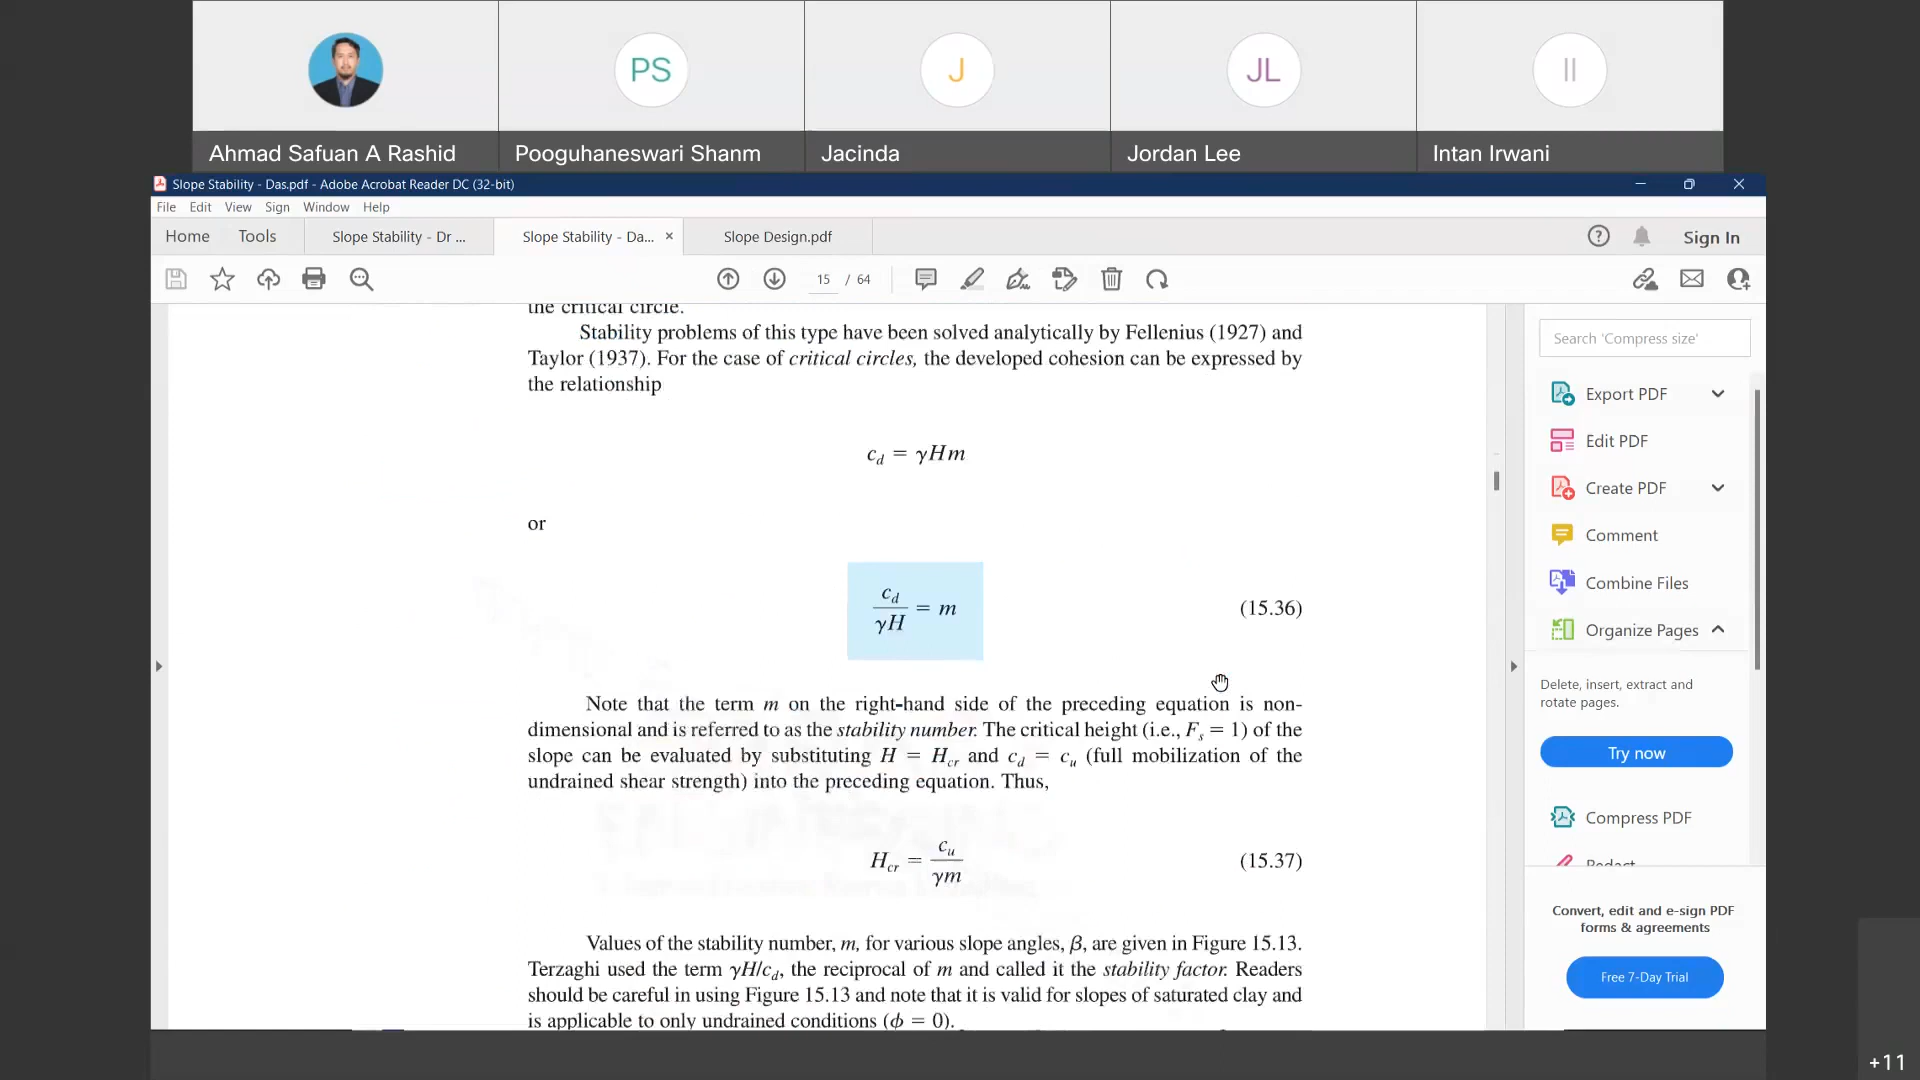 PS
J
JL
II
Ahmad Safuan A Rashid
Pooguhaneswari Shanm
Jacinda
Jordan Lee
Intan Irwani
Slope Stability - Das.pdf - Adobe Acrobat Reader DC (32-bit)
File Edit View Sign Window Help
Home Tools Slope Stability - Dr ... Slope Stability - Da... × Slope Design.pdf Sign In
15 / 64
the critical circle.
Stability problems of this type have been solved analytically by Fellenius (1927) and
Taylor (1937). For the case of critical circles, the developed cohesion can be expressed by
the relationship
c_d = γHm
or
c_d/γH = m (15.36)
Note that the term m on the right-hand side of the preceding equation is non-
dimensional and is referred to as the stability number. The critical height (i.e., F_s = 1) of the
slope can be evaluated by substituting H = H_cr and c_d = c_u (full mobilization of the
undrained shear strength) into the preceding equation. Thus,
H_cr = c_u/γm (15.37)
Values of the stability number, m, for various slope angles, β, are given in Figure 15.13.
Terzaghi used the term γH/c_d, the reciprocal of m and called it the stability factor. Readers
should be careful in using Figure 15.13 and note that it is valid for slopes of saturated clay and
is applicable to only undrained conditions (ϕ = 0).
Search 'Compress size'
Export PDF
Edit PDF
Create PDF
Comment
Combine Files
Organize Pages
Delete, insert, extract and
rotate pages.
Try now
Compress PDF
Redact
Convert, edit and e-sign PDF
forms & agreements
Free 7-Day Trial
+11